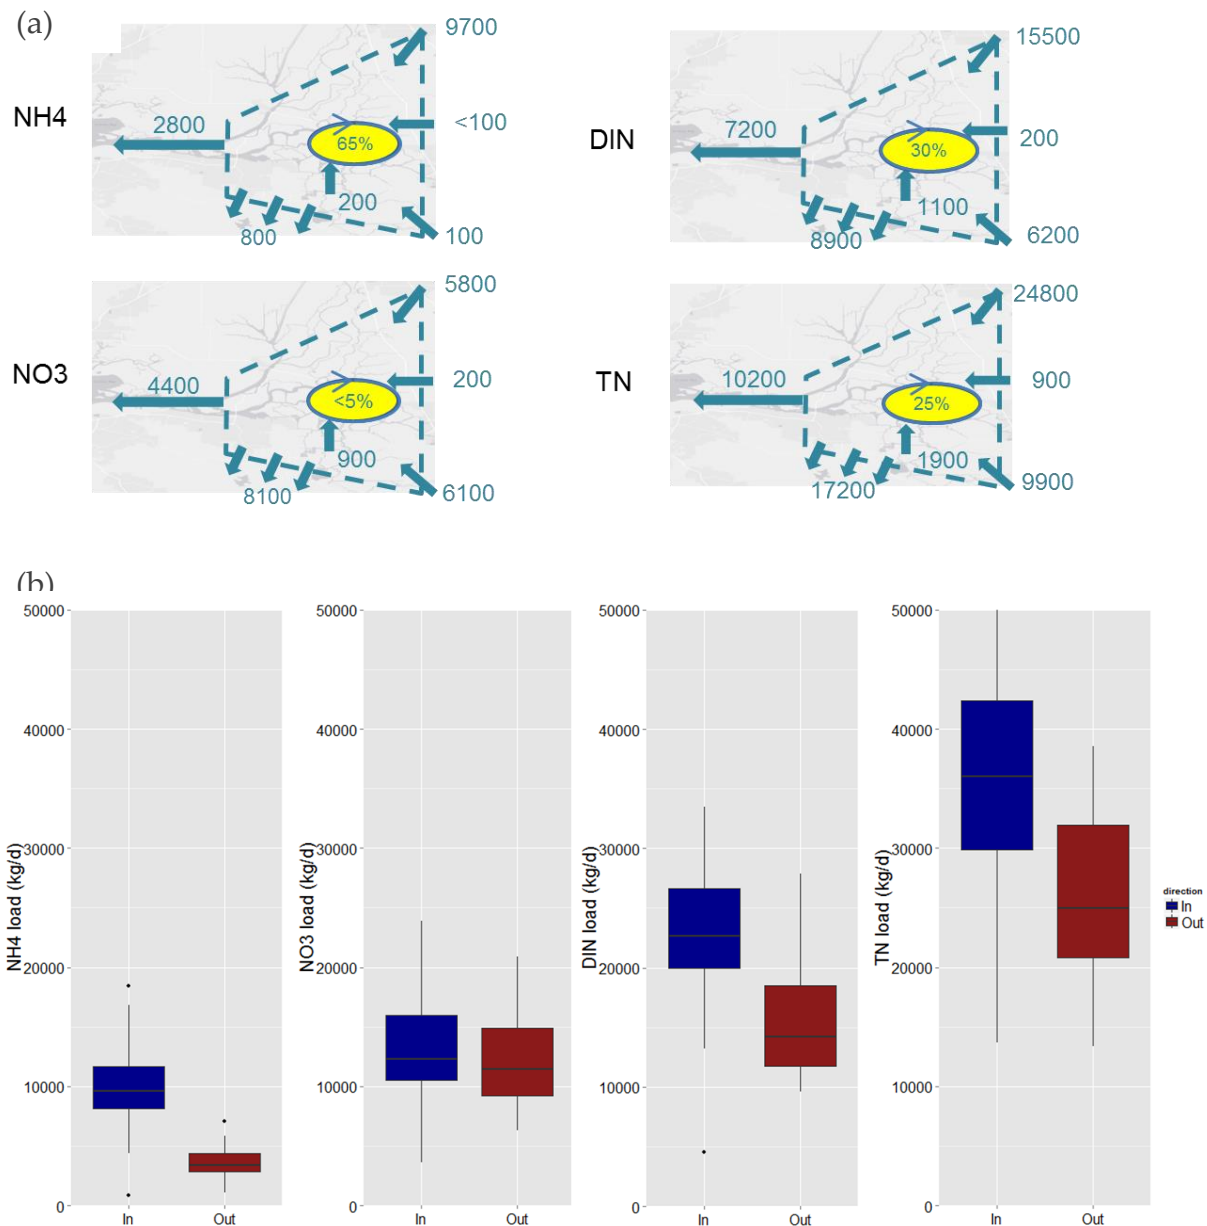 (a)
9700
NH4
2800
<100
65%
200
800
100
15500
DIN
7200
200
30%
1100
8900
6200
5800
NO3
4400
200
<5%
900
8100
6100
24800
TN
10200
900
25%
1900
17200
9900
(b)
50000
40000
30000
20000
10000
0
NH4 load (kg/d)
In
Out
50000
40000
30000
20000
10000
0
NO3 load (kg/d)
In
Out
50000
40000
30000
20000
10000
0
DIN load (kg/d)
In
Out
50000
40000
30000
20000
10000
0
TN load (kg/d)
In
Out
direction
In
Out